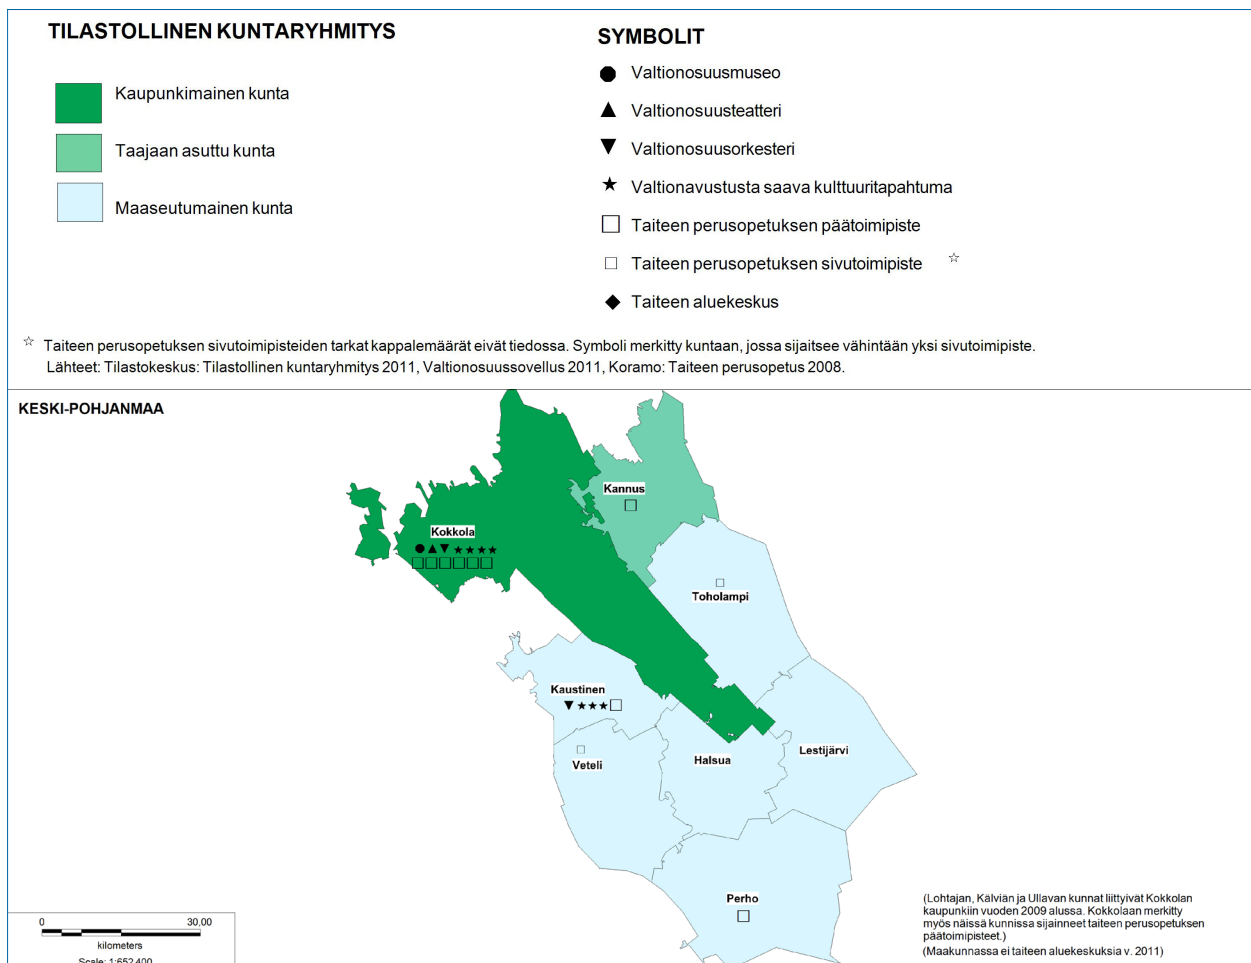 TILASTOLLINEN KUNTARYHMITYS
Kaupunkimainen kunta
Taajaan asuttu kunta
Maaseutumainen kunta
SYMBOLIT
Valtionosuusmuseo
Valtionosuusteatteri
Valtionosuusorkesteri
Valtionavustusta saava kulttuuritapahtuma
Taiteen perusopetuksen päätoimipiste
Taiteen perusopetuksen sivutoimipiste ☆
Taiteen aluekeskus
☆ Taiteen perusopetuksen sivutoimipisteiden tarkat kappalemäärät eivät tiedossa. Symboli merkitty kuntaan, jossa sijaitsee vähintään yksi sivutoimipiste.
Lähteet: Tilastokeskus: Tilastollinen kuntaryhmitys 2011, Valtionosuussovellus 2011, Koramo: Taiteen perusopetus 2008.
KESKI-POHJANMAA
Kannus
Kokkola
Toholampi
Kaustinen
Veteli
Halsua
Lestijärvi
Perho
0 30,00
kilometers
Scale: 1:652 400
(Lohtajan, Kälviän ja Ullavan kunnat liittyivät Kokkolan
kaupunkiin vuoden 2009 alussa. Kokkolaan merkitty
myös näissä kunnissa sijainneet taiteen perusopetuksen
päätoimipisteet.)
(Maakunnassa ei taiteen aluekeskuksia v. 2011)